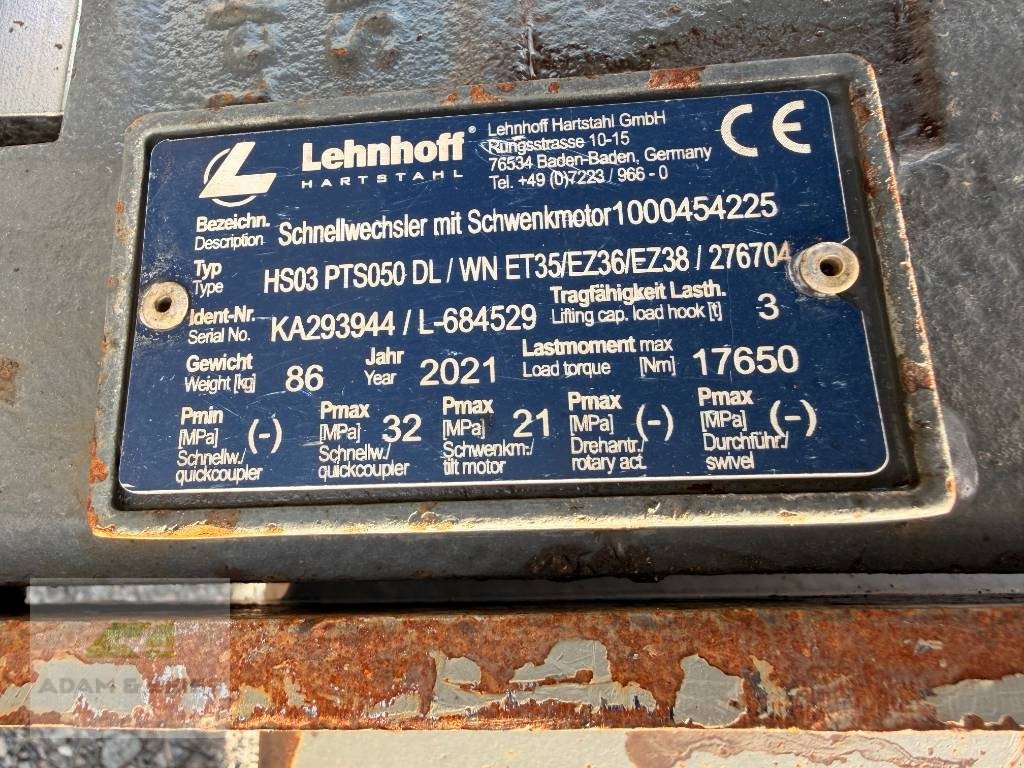 Lehnhoff®
HARTSTAHL
Lehnhoff Hartstahl GmbH
Rungsstrasse 10-15
76534 Baden-Baden, Germany
Tel. +49 (0)7223 / 966 - 0
CE
Bezeichn. Schnellwechsler mit Schwenkmotor1000454225
Description
Typ HS03 PTS050 DL / WN ET35/EZ36/EZ38 / 276704
Type
Ident-Nr. KA293944 / L-684529 Tragfähigkeit Lasth. 3
Serial No. Lifting cap. load hook [t]
Gewicht 86 Jahr 2021 Lastmoment max 17650
Weight [kg] Year Load torque [Nm]
Pmin Pmax Pmax Pmax Pmax
[MPa] (-) [MPa] 32 [MPa] 21 [MPa] (-) [MPa] (-)
Schnellw./ Schnellw./ Schwenkm./ Drehantr./ Durchführ./
quickcoupler quickcoupler tilt motor rotary act. swivel
ADAM &